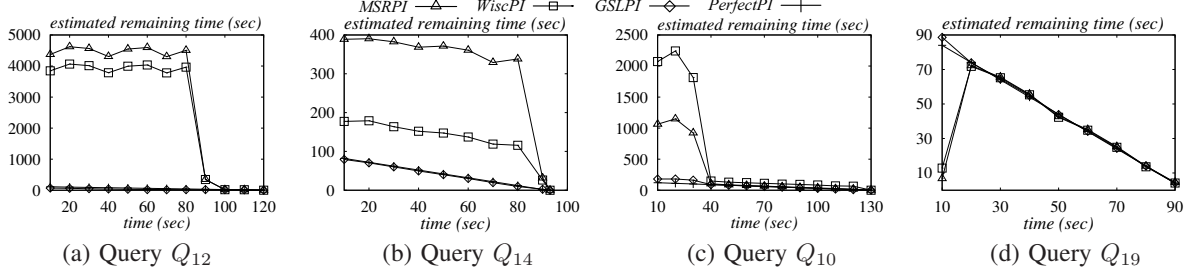 MSRPI WiscPI GSLPI PerfectPI
estimated remaining time (sec)
5000
4000
3000
2000
1000
0
20 40 60 80 100 120
time (sec)
(a) Query Q12
estimated remaining time (sec)
400
300
200
100
0
20 40 60 80 100
time (sec)
(b) Query Q14
estimated remaining time (sec)
2500
2000
1500
1000
500
0
10 40 70 100 130
time (sec)
(c) Query Q10
estimated remaining time (sec)
90
70
50
30
10
10 30 50 70 90
time (sec)
(d) Query Q19